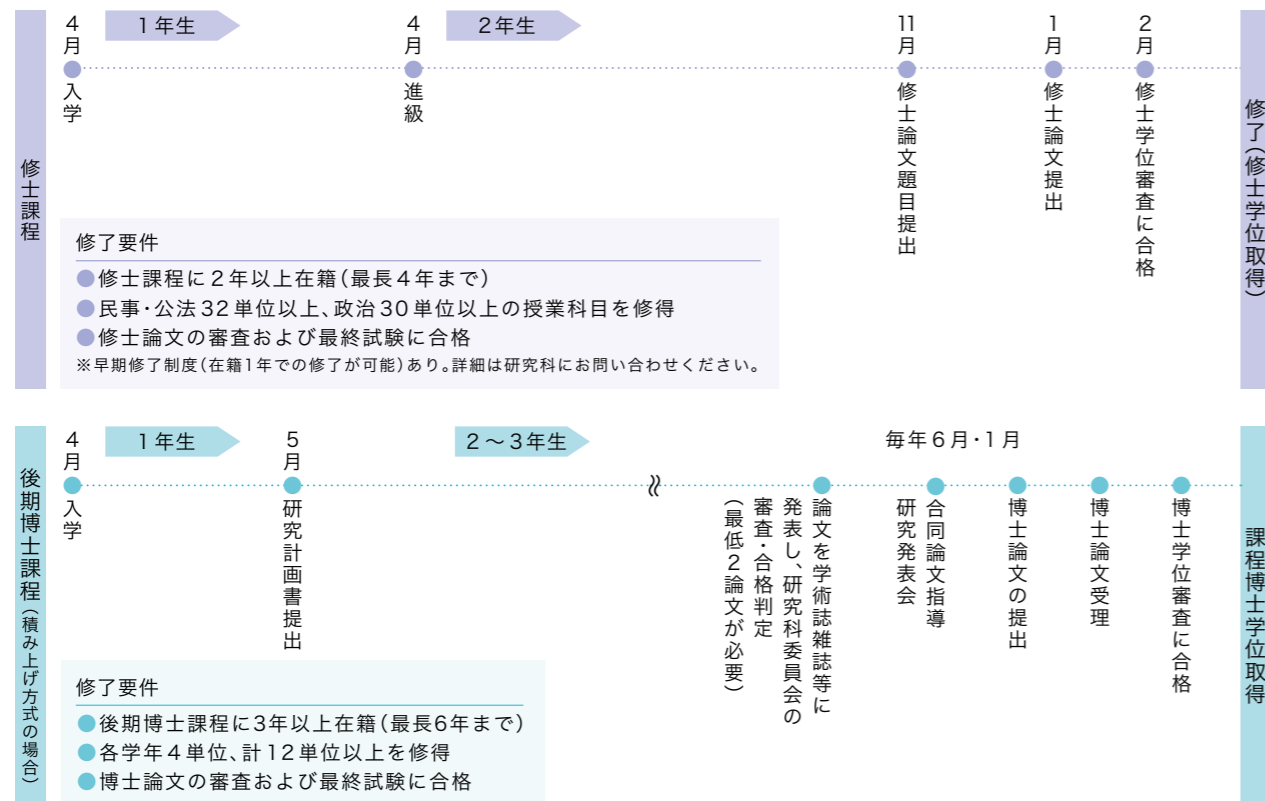 修士課程
4月
1年生
4月
2年生
11月
1月
2月
入学
進級
修士論文題目提出
修士論文提出
修士学位審査に合格
修了(修士学位取得)
修了要件
●修士課程に2年以上在籍(最長4年まで)
●民事・公法32単位以上、政治30単位以上の授業科目を修得
●修士論文の審査および最終試験に合格
※早期修了制度(在籍1年での修了が可能)あり。詳細は研究科にお問い合わせください。
後期博士課程(積み上げ方式の場合)
4月
1年生
5月
2〜3年生
毎年6月・1月
入学
研究計画書提出
論文を学術誌雑誌等に
発表し、研究科委員会の
審査・合格判定
(最低2論文が必要)
合同論文指導
研究発表会
博士論文の提出
博士論文受理
博士学位審査に合格
課程博士学位取得
修了要件
●後期博士課程に3年以上在籍(最長6年まで)
●各学年4単位、計12単位以上を修得
●博士論文の審査および最終試験に合格